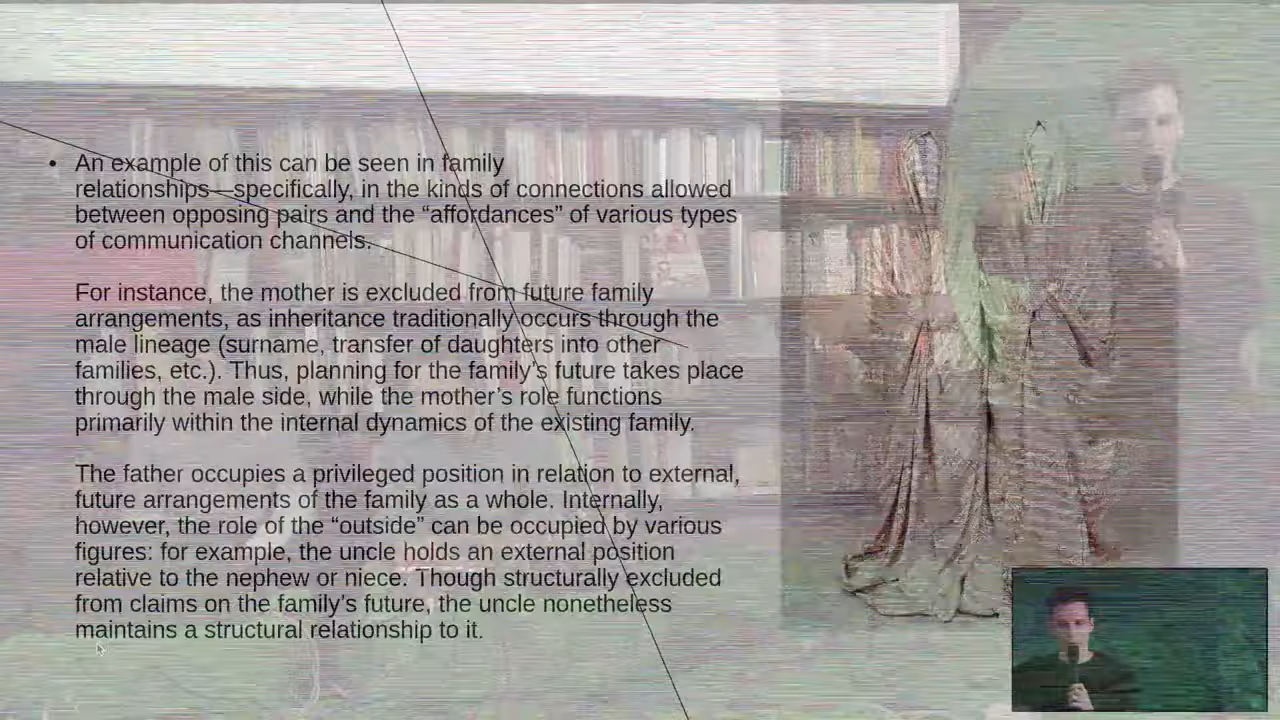 • An example of this can be seen in family
relationships—specifically, in the kinds of connections allowed
between opposing pairs and the “affordances” of various types
of communication channels.
For instance, the mother is excluded from future family
arrangements, as inheritance traditionally occurs through the
male lineage (surname, transfer of daughters into other
families, etc.). Thus, planning for the family’s future takes place
through the male side, while the mother’s role functions
primarily within the internal dynamics of the existing family.
The father occupies a privileged position in relation to external,
future arrangements of the family as a whole. Internally,
however, the role of the “outside” can be occupied by various
figures: for example, the uncle holds an external position
relative to the nephew or niece. Though structurally excluded
from claims on the family’s future, the uncle nonetheless
maintains a structural relationship to it.